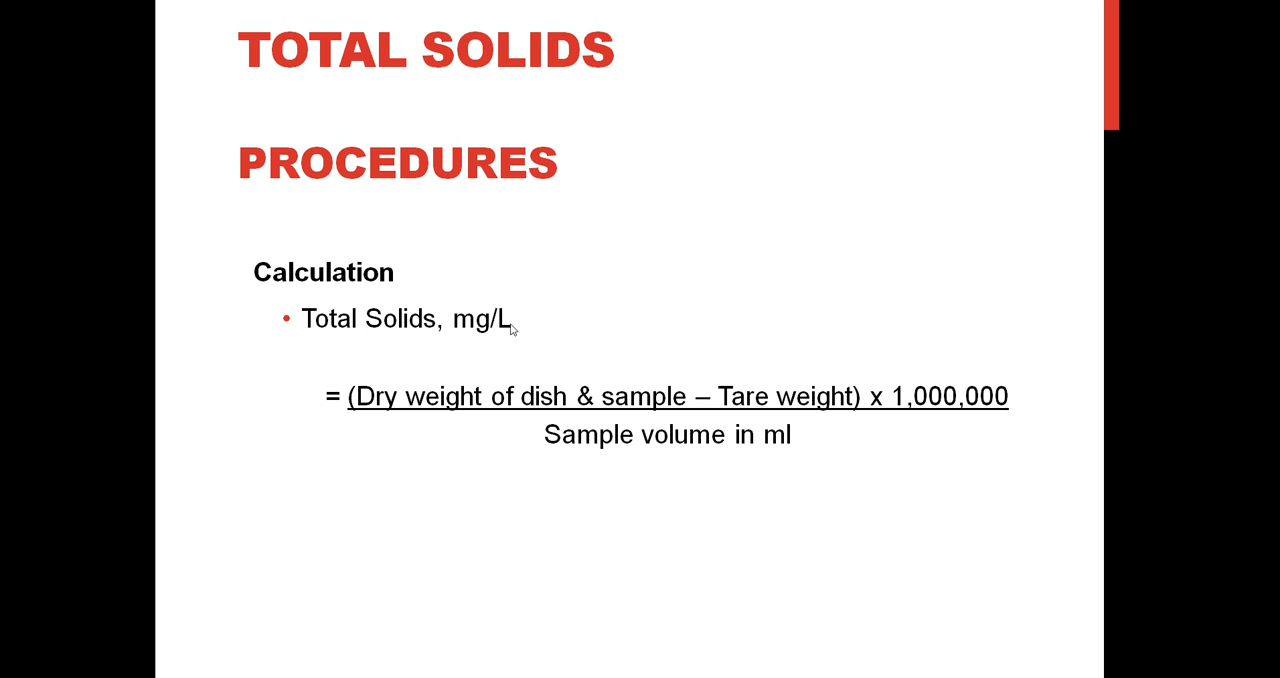 TOTAL SOLIDS
PROCEDURES
Calculation
• Total Solids, mg/L
= (Dry weight of dish & sample – Tare weight) x 1,000,000
Sample volume in ml